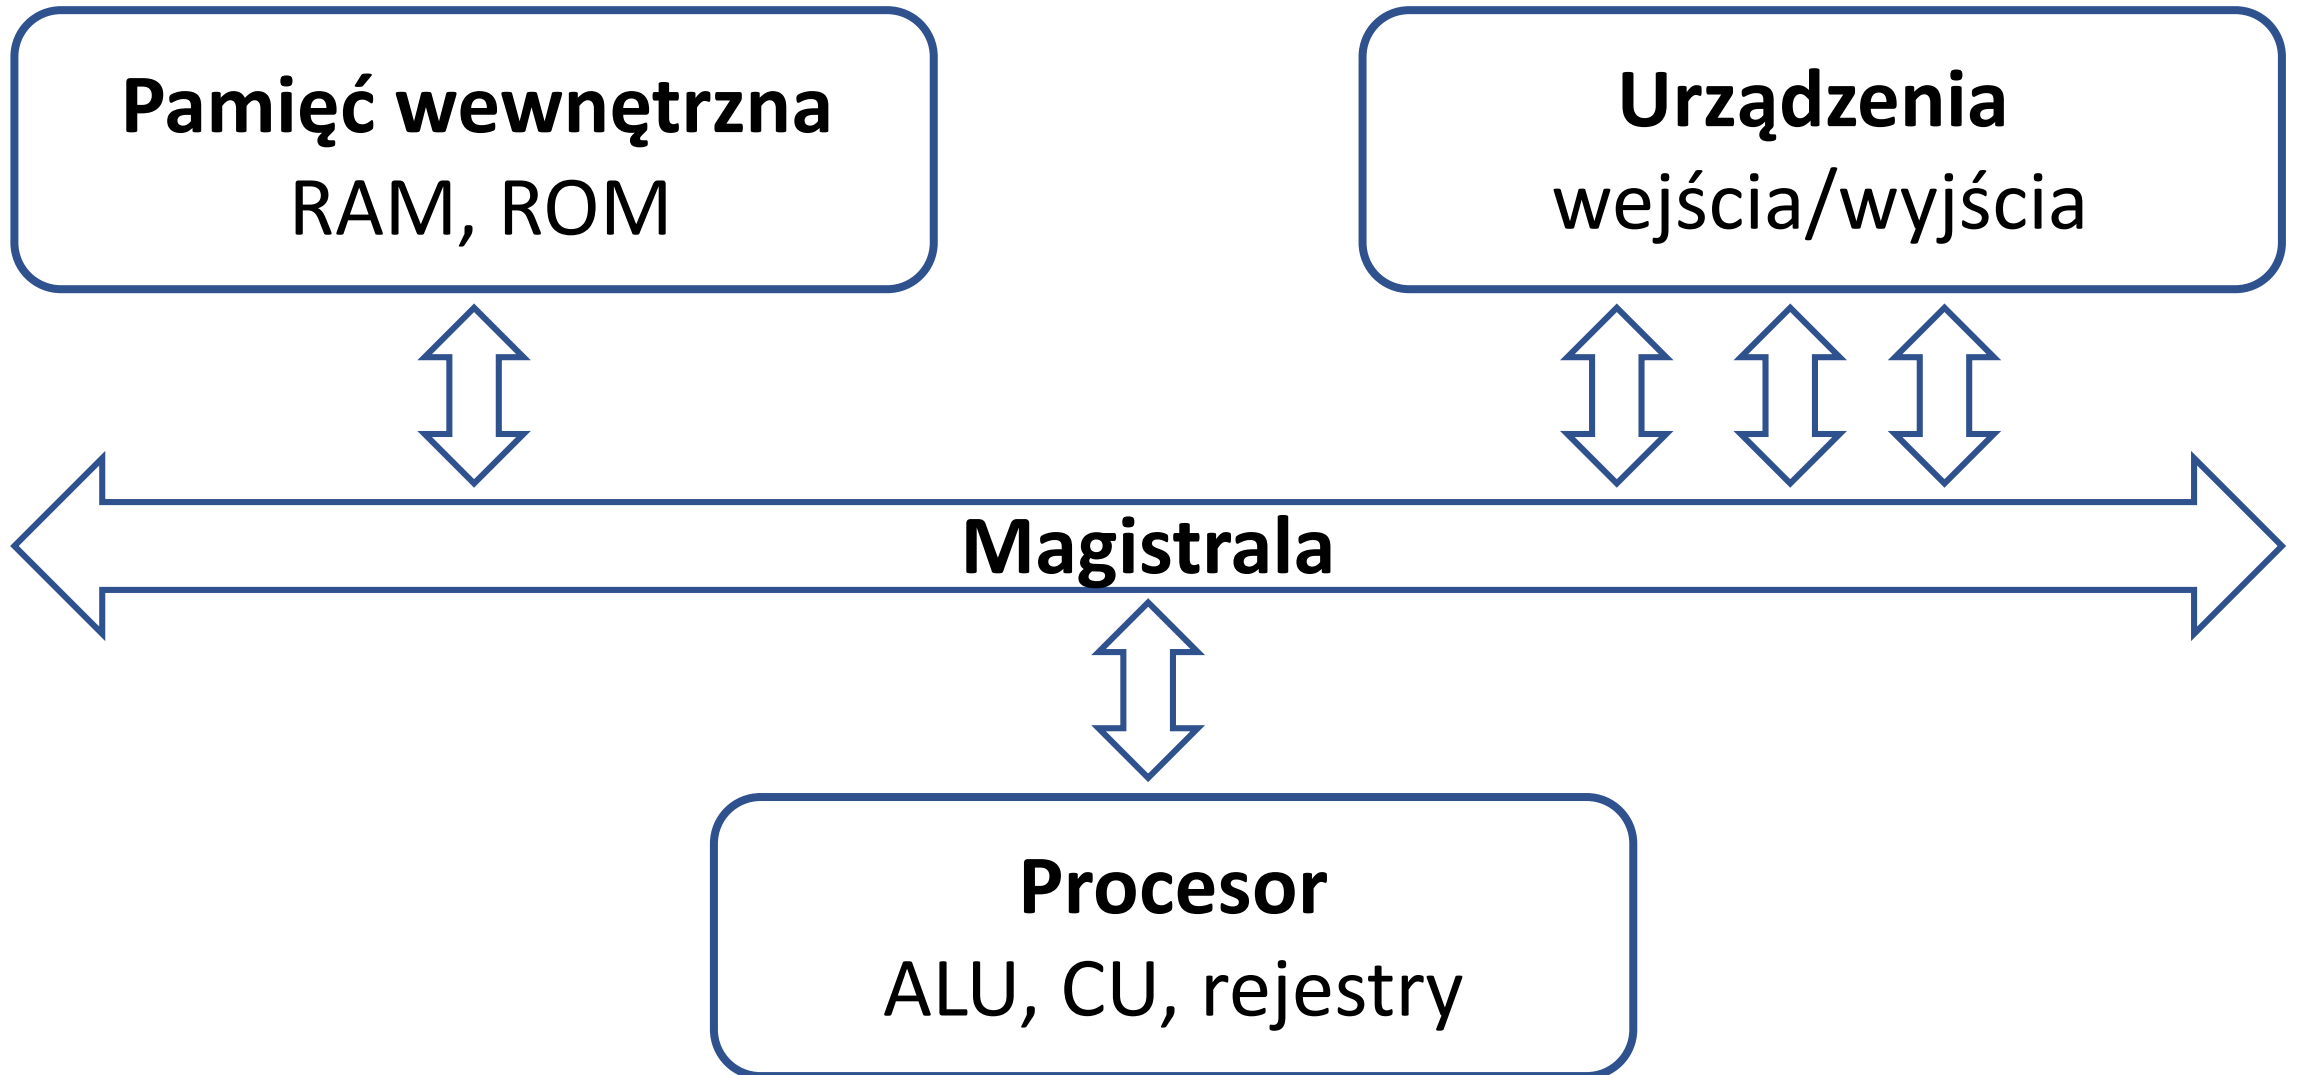 Pamięć wewnętrzna
RAM, ROM
Urządzenia
wejścia/wyjścia
Magistrala
Procesor
ALU, CU, rejestry